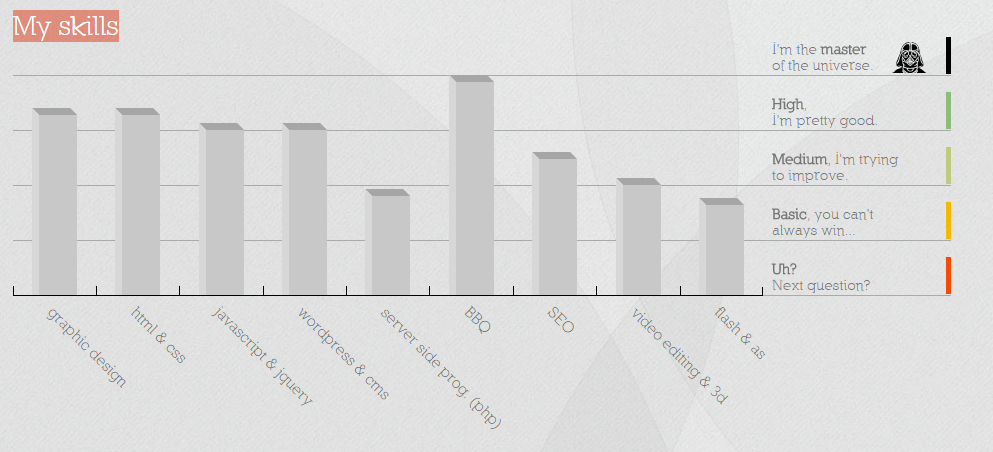 My skills
I'm the master
of the universe.
High,
I'm pretty good.
Medium, I'm trying
to improve.
Basic, you can't
always win...
Uh?
Next question?
graphic design
html & css
javascript & jquery
wordpress & cms
server side prog. (php)
BBQ
SEO
video editing & 3d
flash & as